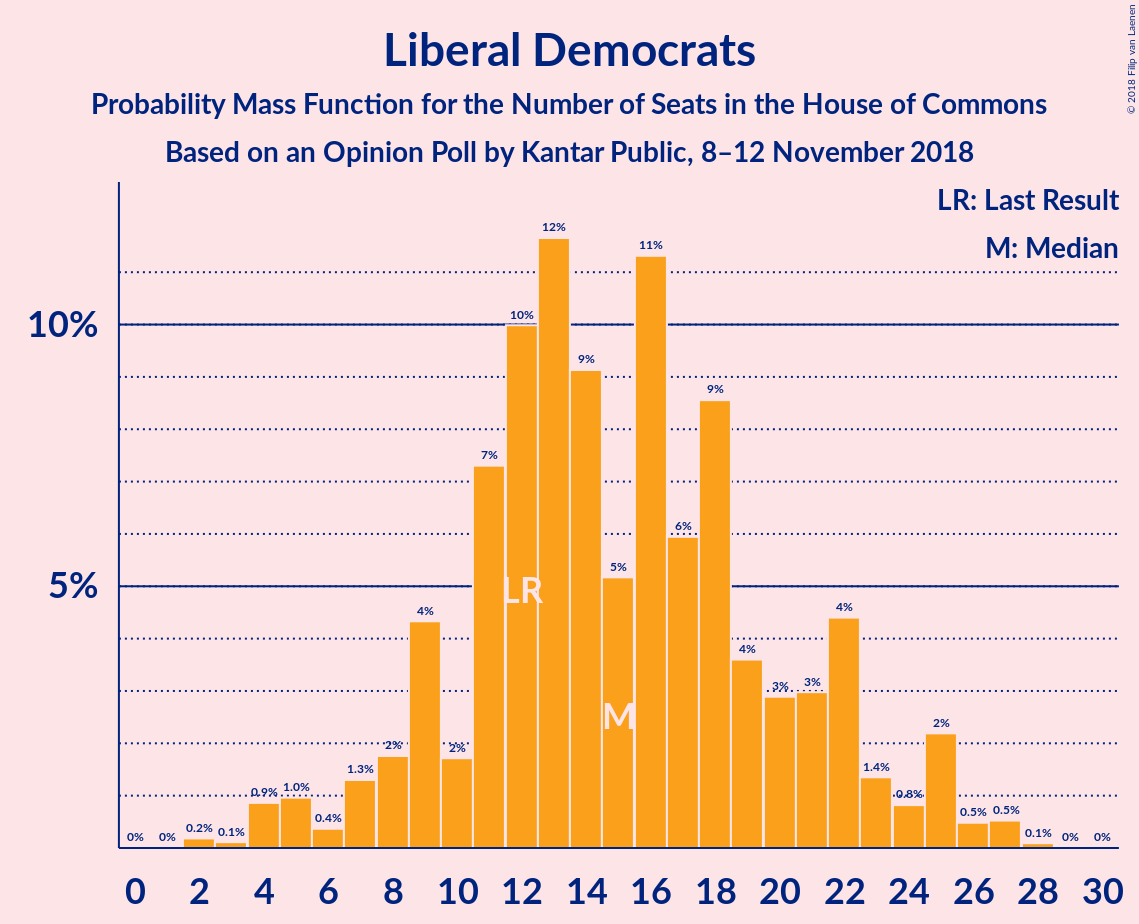 Liberal Democrats
Probability Mass Function for the Number of Seats in the House of Commons
Based on an Opinion Poll by Kantar Public, 8–12 November 2018
© 2018 Filip van Laenen
LR: Last Result
M: Median
10%
5%
0% 0% 0.2% 0.1% 0.9% 1.0% 0.4% 1.3% 2% 4% 2% 7% 10% 12% 9% 5% 11% 6% 9% 4% 3% 3% 4% 1.4% 0.8% 2% 0.5% 0.5% 0.1% 0% 0%
LR
M
0 2 4 6 8 10 12 14 16 18 20 22 24 26 28 30